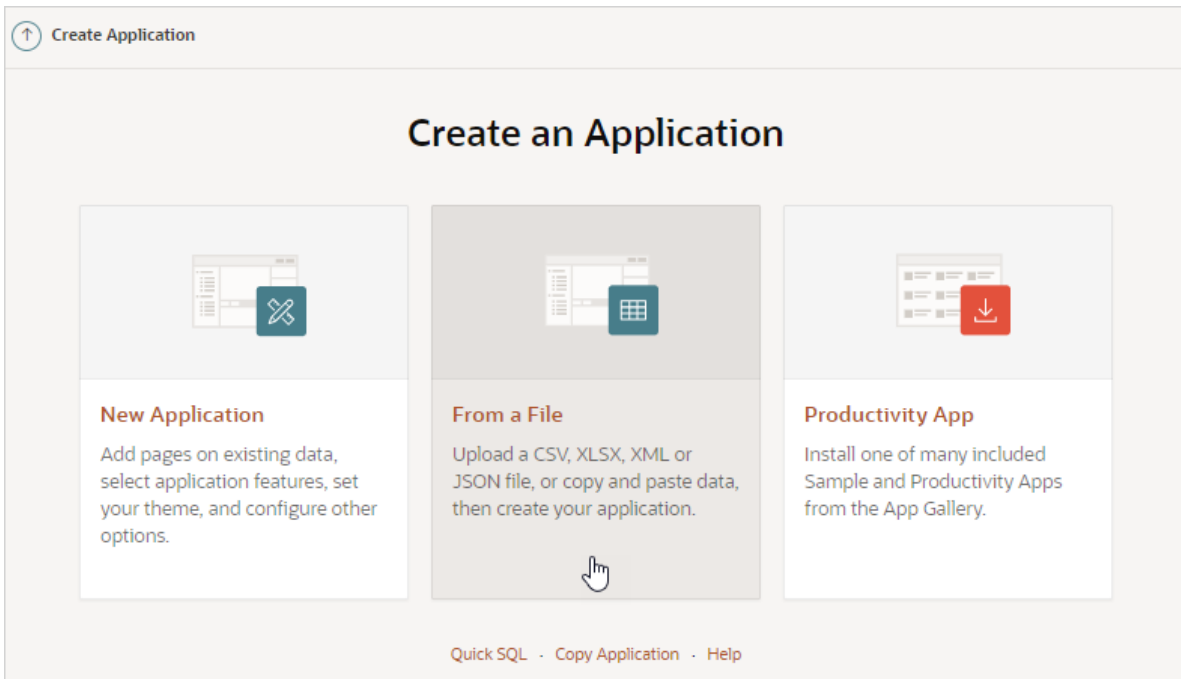 Create Application
Create an Application
New Application
Add pages on existing data,
select application features, set
your theme, and configure other
options.
From a File
Upload a CSV, XLSX, XML or
JSON file, or copy and paste data,
then create your application.
Productivity App
Install one of many included
Sample and Productivity Apps
from the App Gallery.
Quick SQL · Copy Application · Help